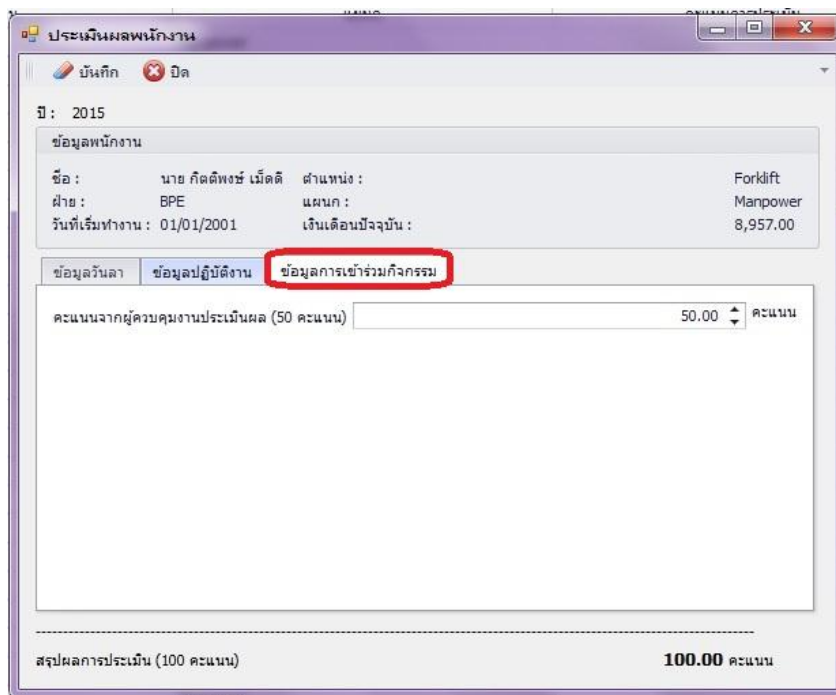 ประเมินผลพนักงาน
บันทึก ปิด
ปี : 2015
ข้อมูลพนักงาน
ชื่อ : นาย กิตติพงษ์ เม็ดดี ตำแหน่ง : Forklift
ฝ่าย : BPE แผนก : Manpower
วันที่เริ่มทำงาน : 01/01/2001 เงินเดือนปัจจุบัน : 8,957.00
ข้อมูลวันลา ข้อมูลปฏิบัติงาน ข้อมูลการเข้าร่วมกิจกรรม
คะแนนจากผู้ควบคุมงานประเมินผล (50 คะแนน) 50.00 คะแนน
สรุปผลการประเมิน (100 คะแนน) 100.00 คะแนน